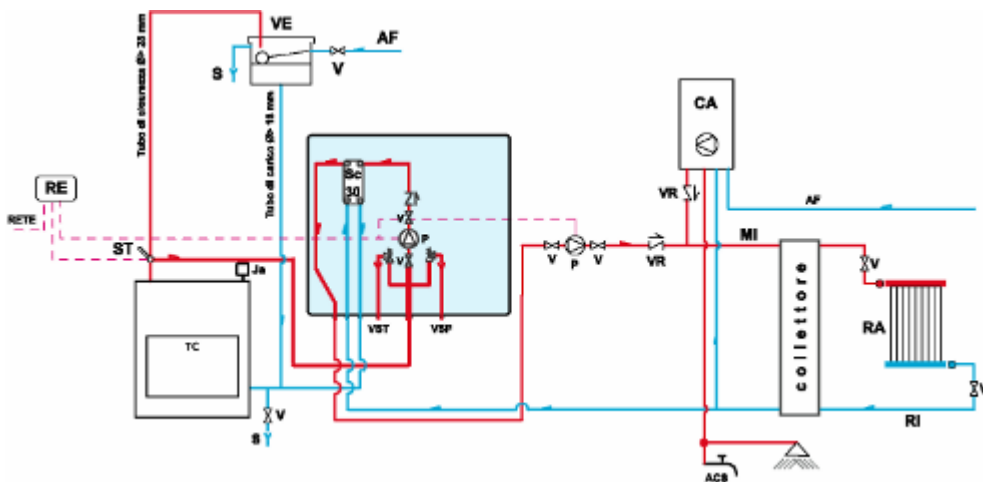 VE
AF
V
S
Tubo di sicurezza Ø> 25 mm
Tubo di carico Ø> 18 mm
CA
RE
RETE
ST
Ja
TC
Sc
30
V
P
V
VST
VSP
V
S
V
P
V
VR
VR
MI
AF
collettore
V
RA
V
RI
ACS